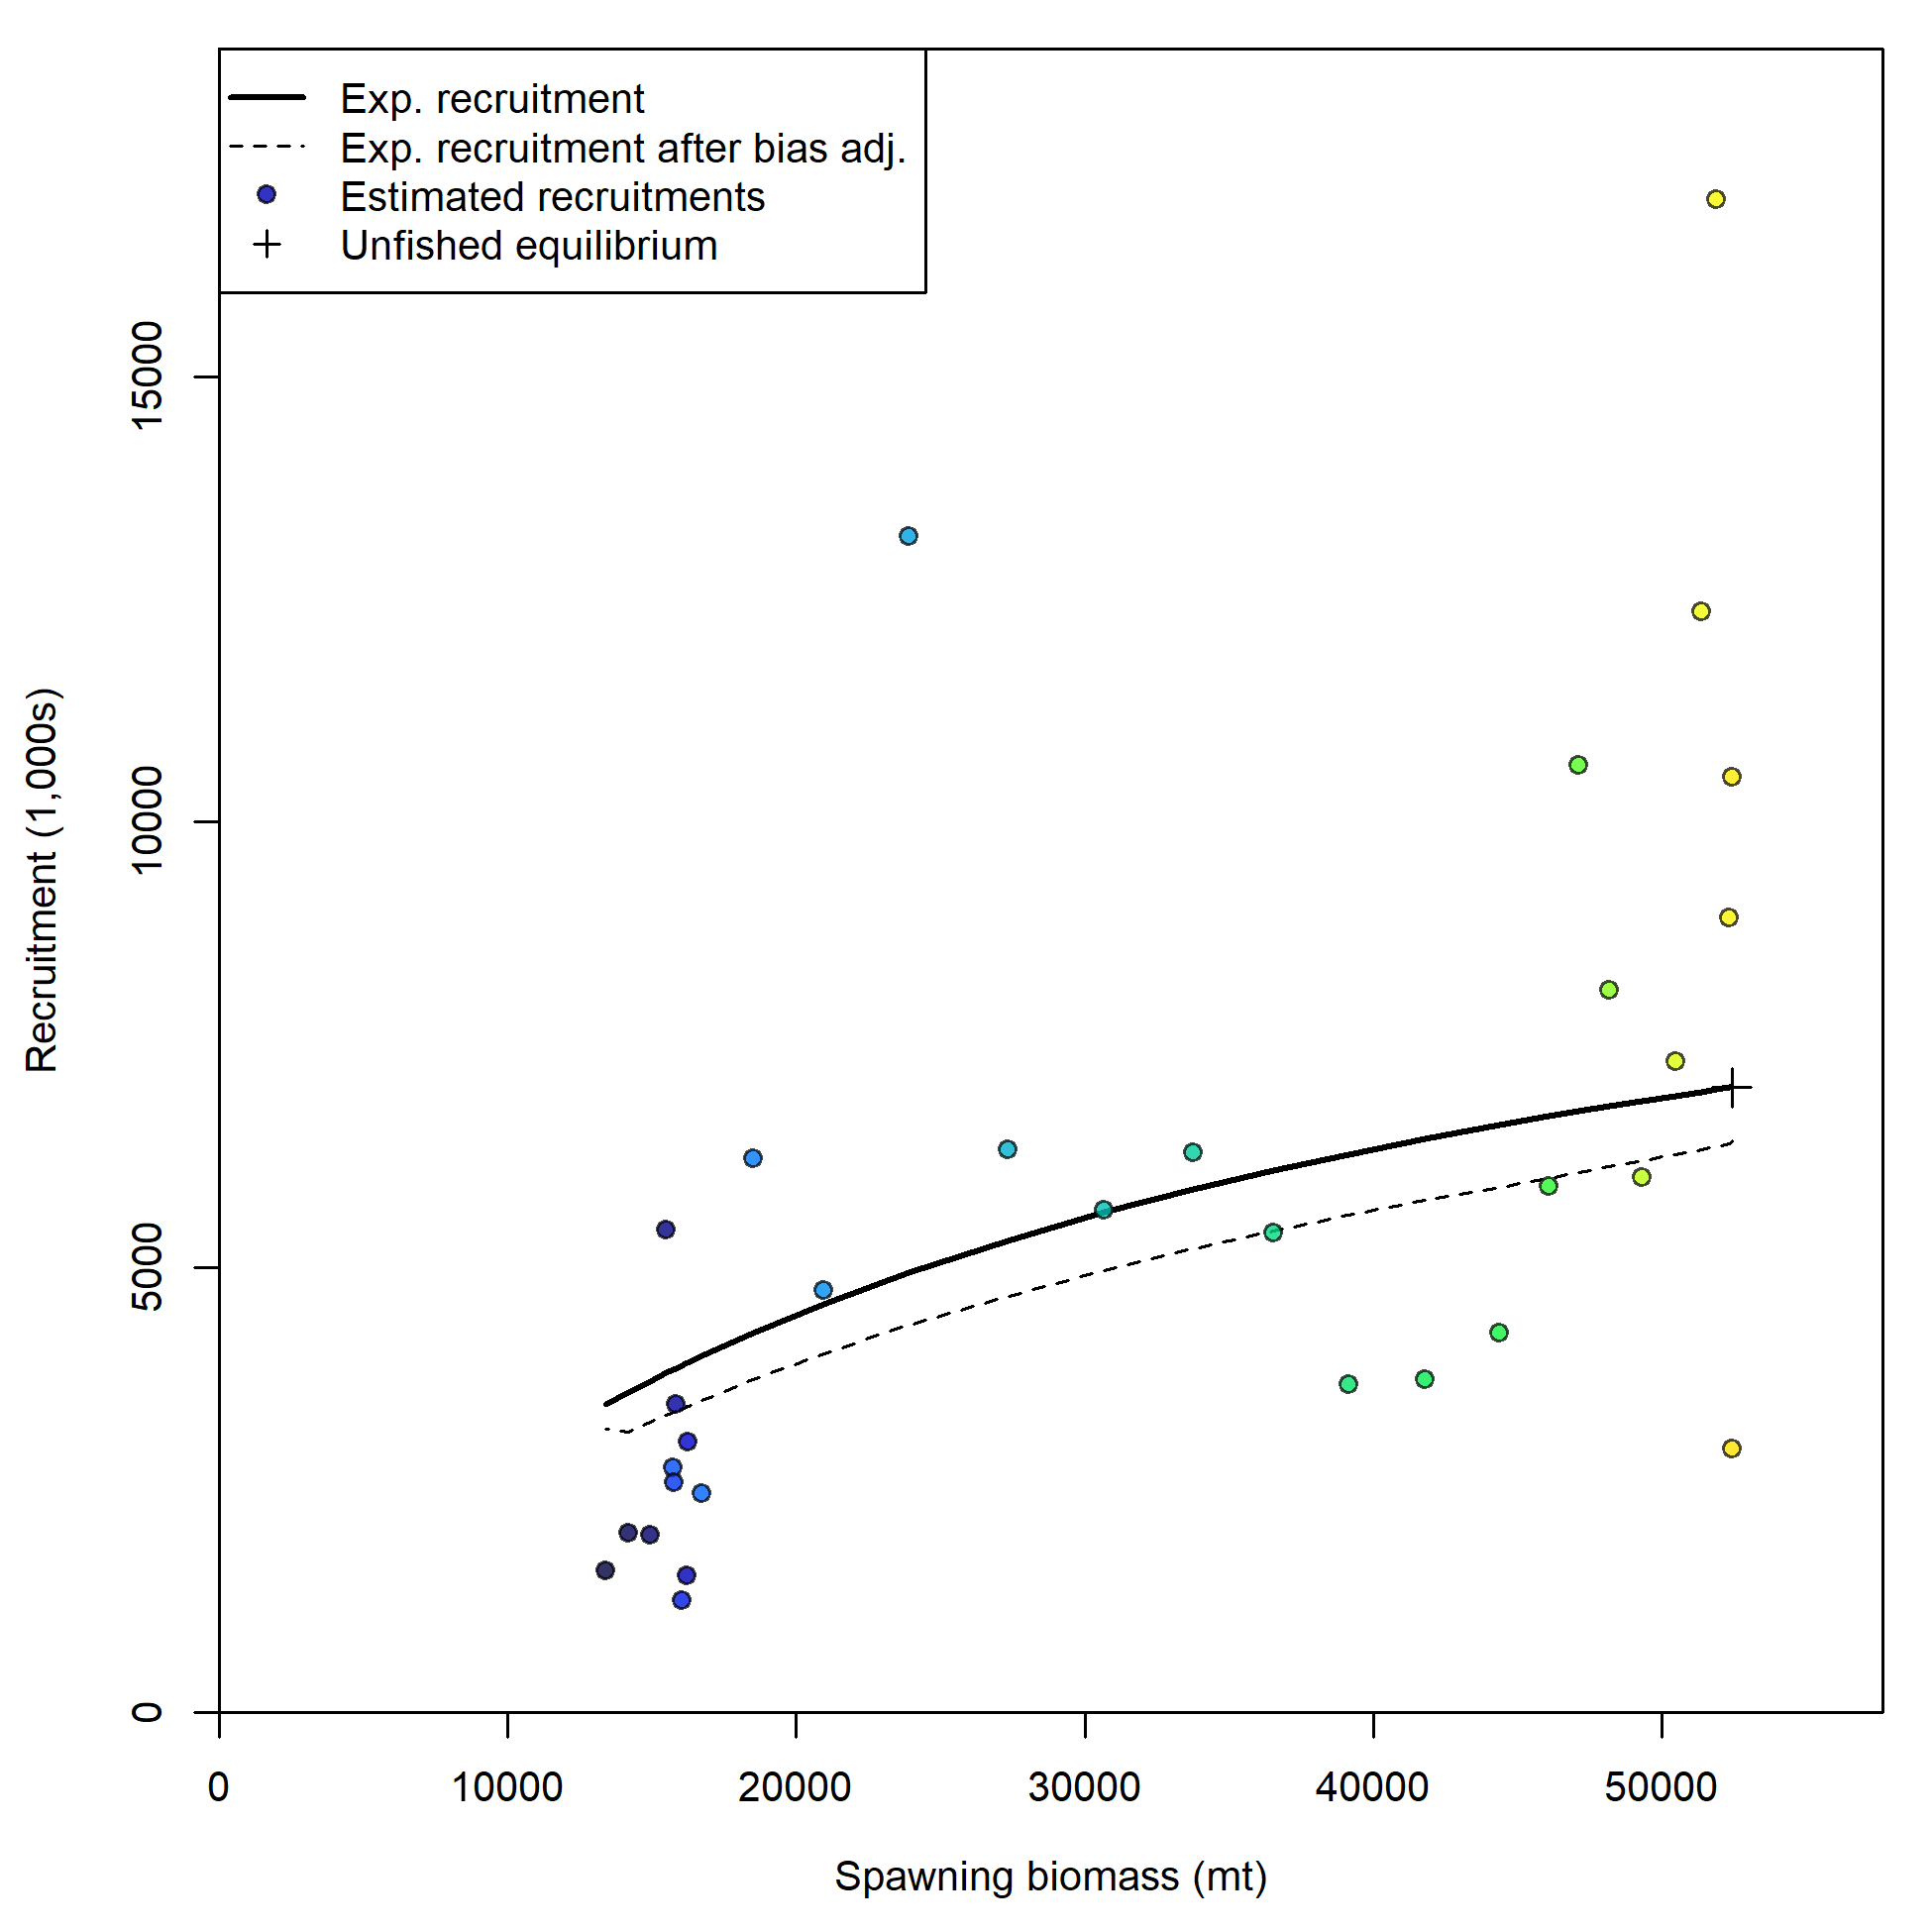 Exp. recruitment
Exp. recruitment after bias adj.
Estimated recruitments
Unfished equilibrium
15000
10000
5000
0
Recruitment (1,000s)
0 10000 20000 30000 40000 50000
Spawning biomass (mt)